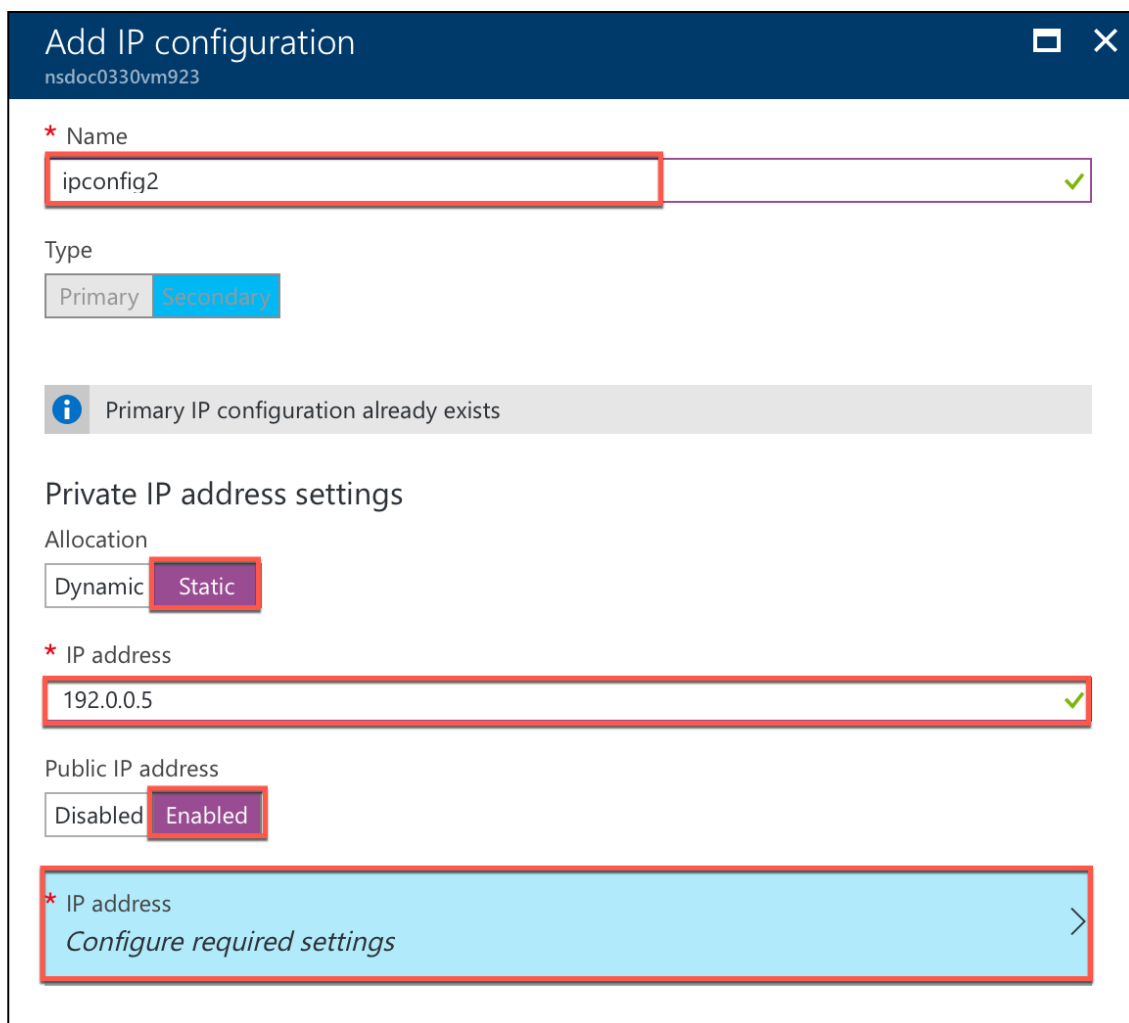 Add IP configuration
nsdoc0330vm923
* Name
ipconfig2
Type
Primary Secondary
Primary IP configuration already exists
Private IP address settings
Allocation
Dynamic Static
* IP address
192.0.0.5
Public IP address
Disabled Enabled
* IP address
Configure required settings